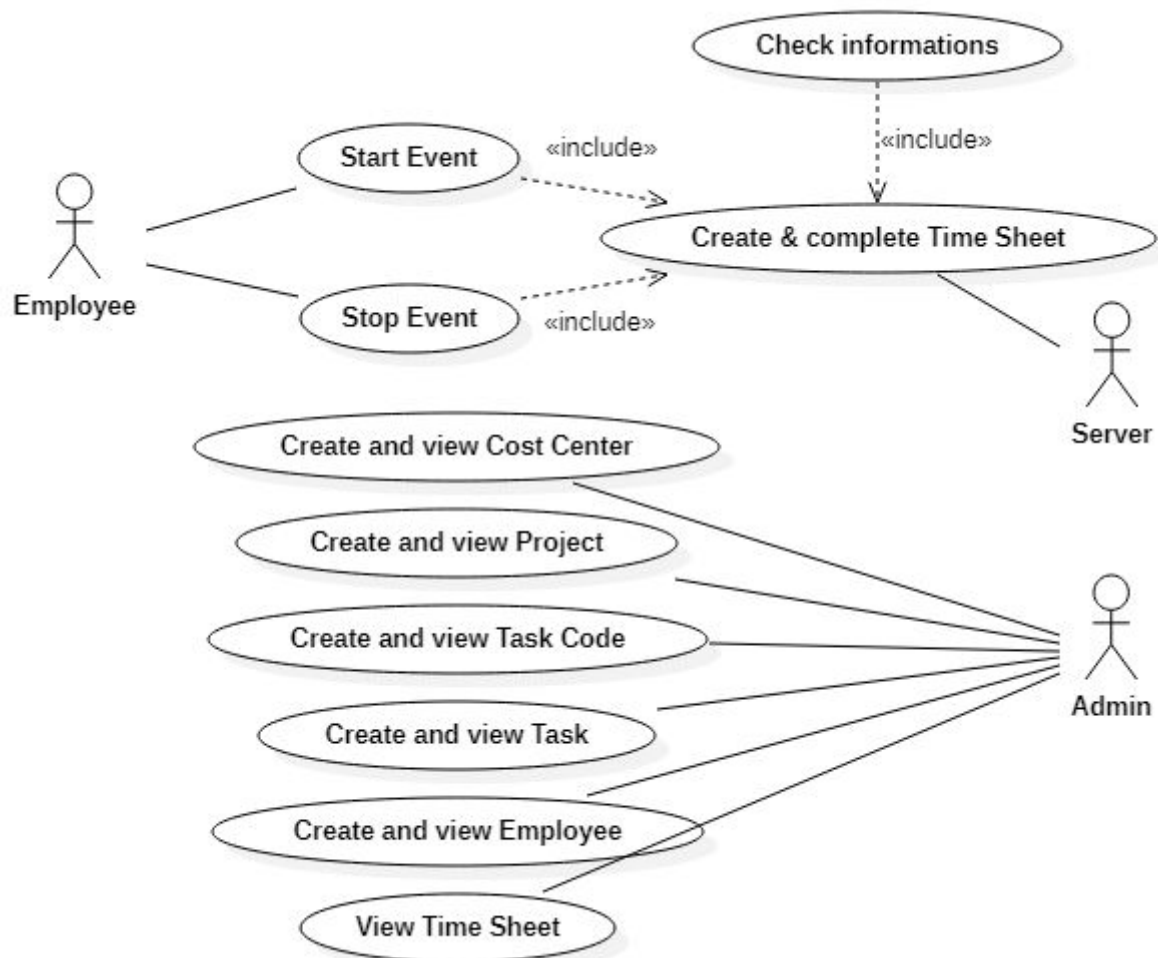 Check informations
Start Event
«include»
«include»
Create & complete Time Sheet
Employee
Stop Event
«include»
Server
Create and view Cost Center
Create and view Project
Create and view Task Code
Admin
Create and view Task
Create and view Employee
View Time Sheet